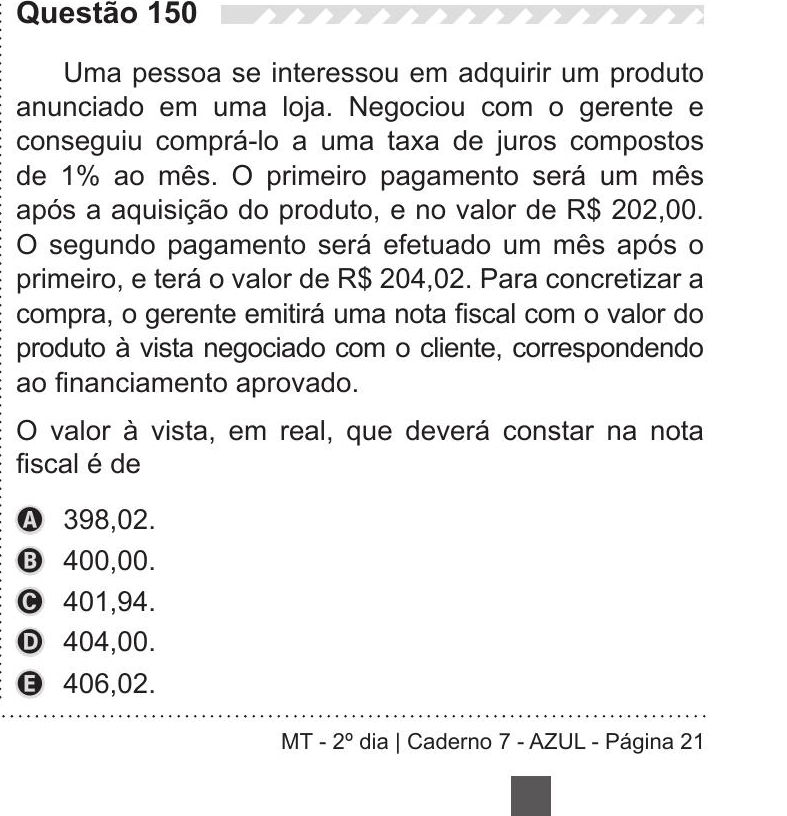 Questão 150
Uma pessoa se interessou em adquirir um produto
anunciado em uma loja. Negociou com o gerente e
conseguiu comprá-lo a uma taxa de juros compostos
de 1% ao mês. O primeiro pagamento será um mês
após a aquisição do produto, e no valor de R$ 202,00.
O segundo pagamento será efetuado um mês após o
primeiro, e terá o valor de R$ 204,02. Para concretizar a
compra, o gerente emitirá uma nota fiscal com o valor do
produto à vista negociado com o cliente, correspondendo
ao financiamento aprovado.
O valor à vista, em real, que deverá constar na nota
fiscal é de
A 398,02.
B 400,00.
C 401,94.
D 404,00.
E 406,02.
MT - 2º dia | Caderno 7 - AZUL - Página 21